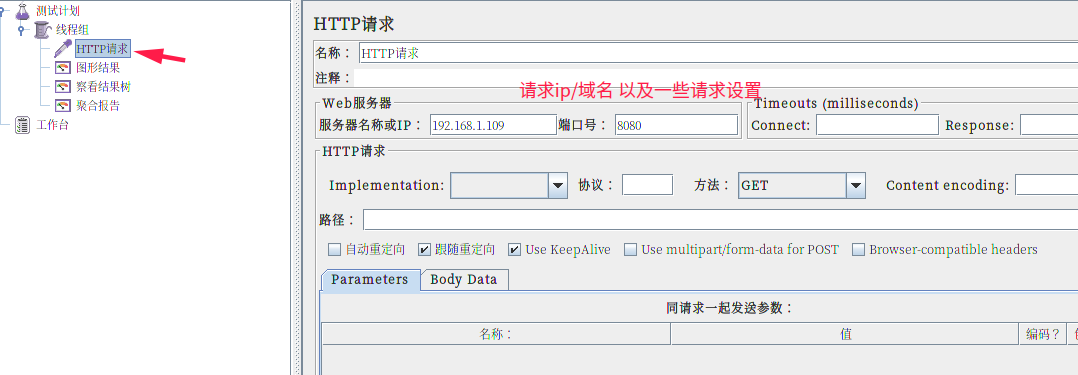 测试计划
线程组
HTTP请求
图形结果
察看结果树
聚合报告
工作台
HTTP请求
名称： HTTP请求
注释：
请求ip/域名 以及一些请求设置
Web服务器
Timeouts (milliseconds)
服务器名称或IP： 192.168.1.109 端口号： 8080
Connect: Response:
HTTP请求
Implementation: 协议： 方法： GET Content encoding:
路径：
自动重定向 跟随重定向 Use KeepAlive Use multipart/form-data for POST Browser-compatible headers
Parameters Body Data
同请求一起发送参数：
名称： 值 编码？